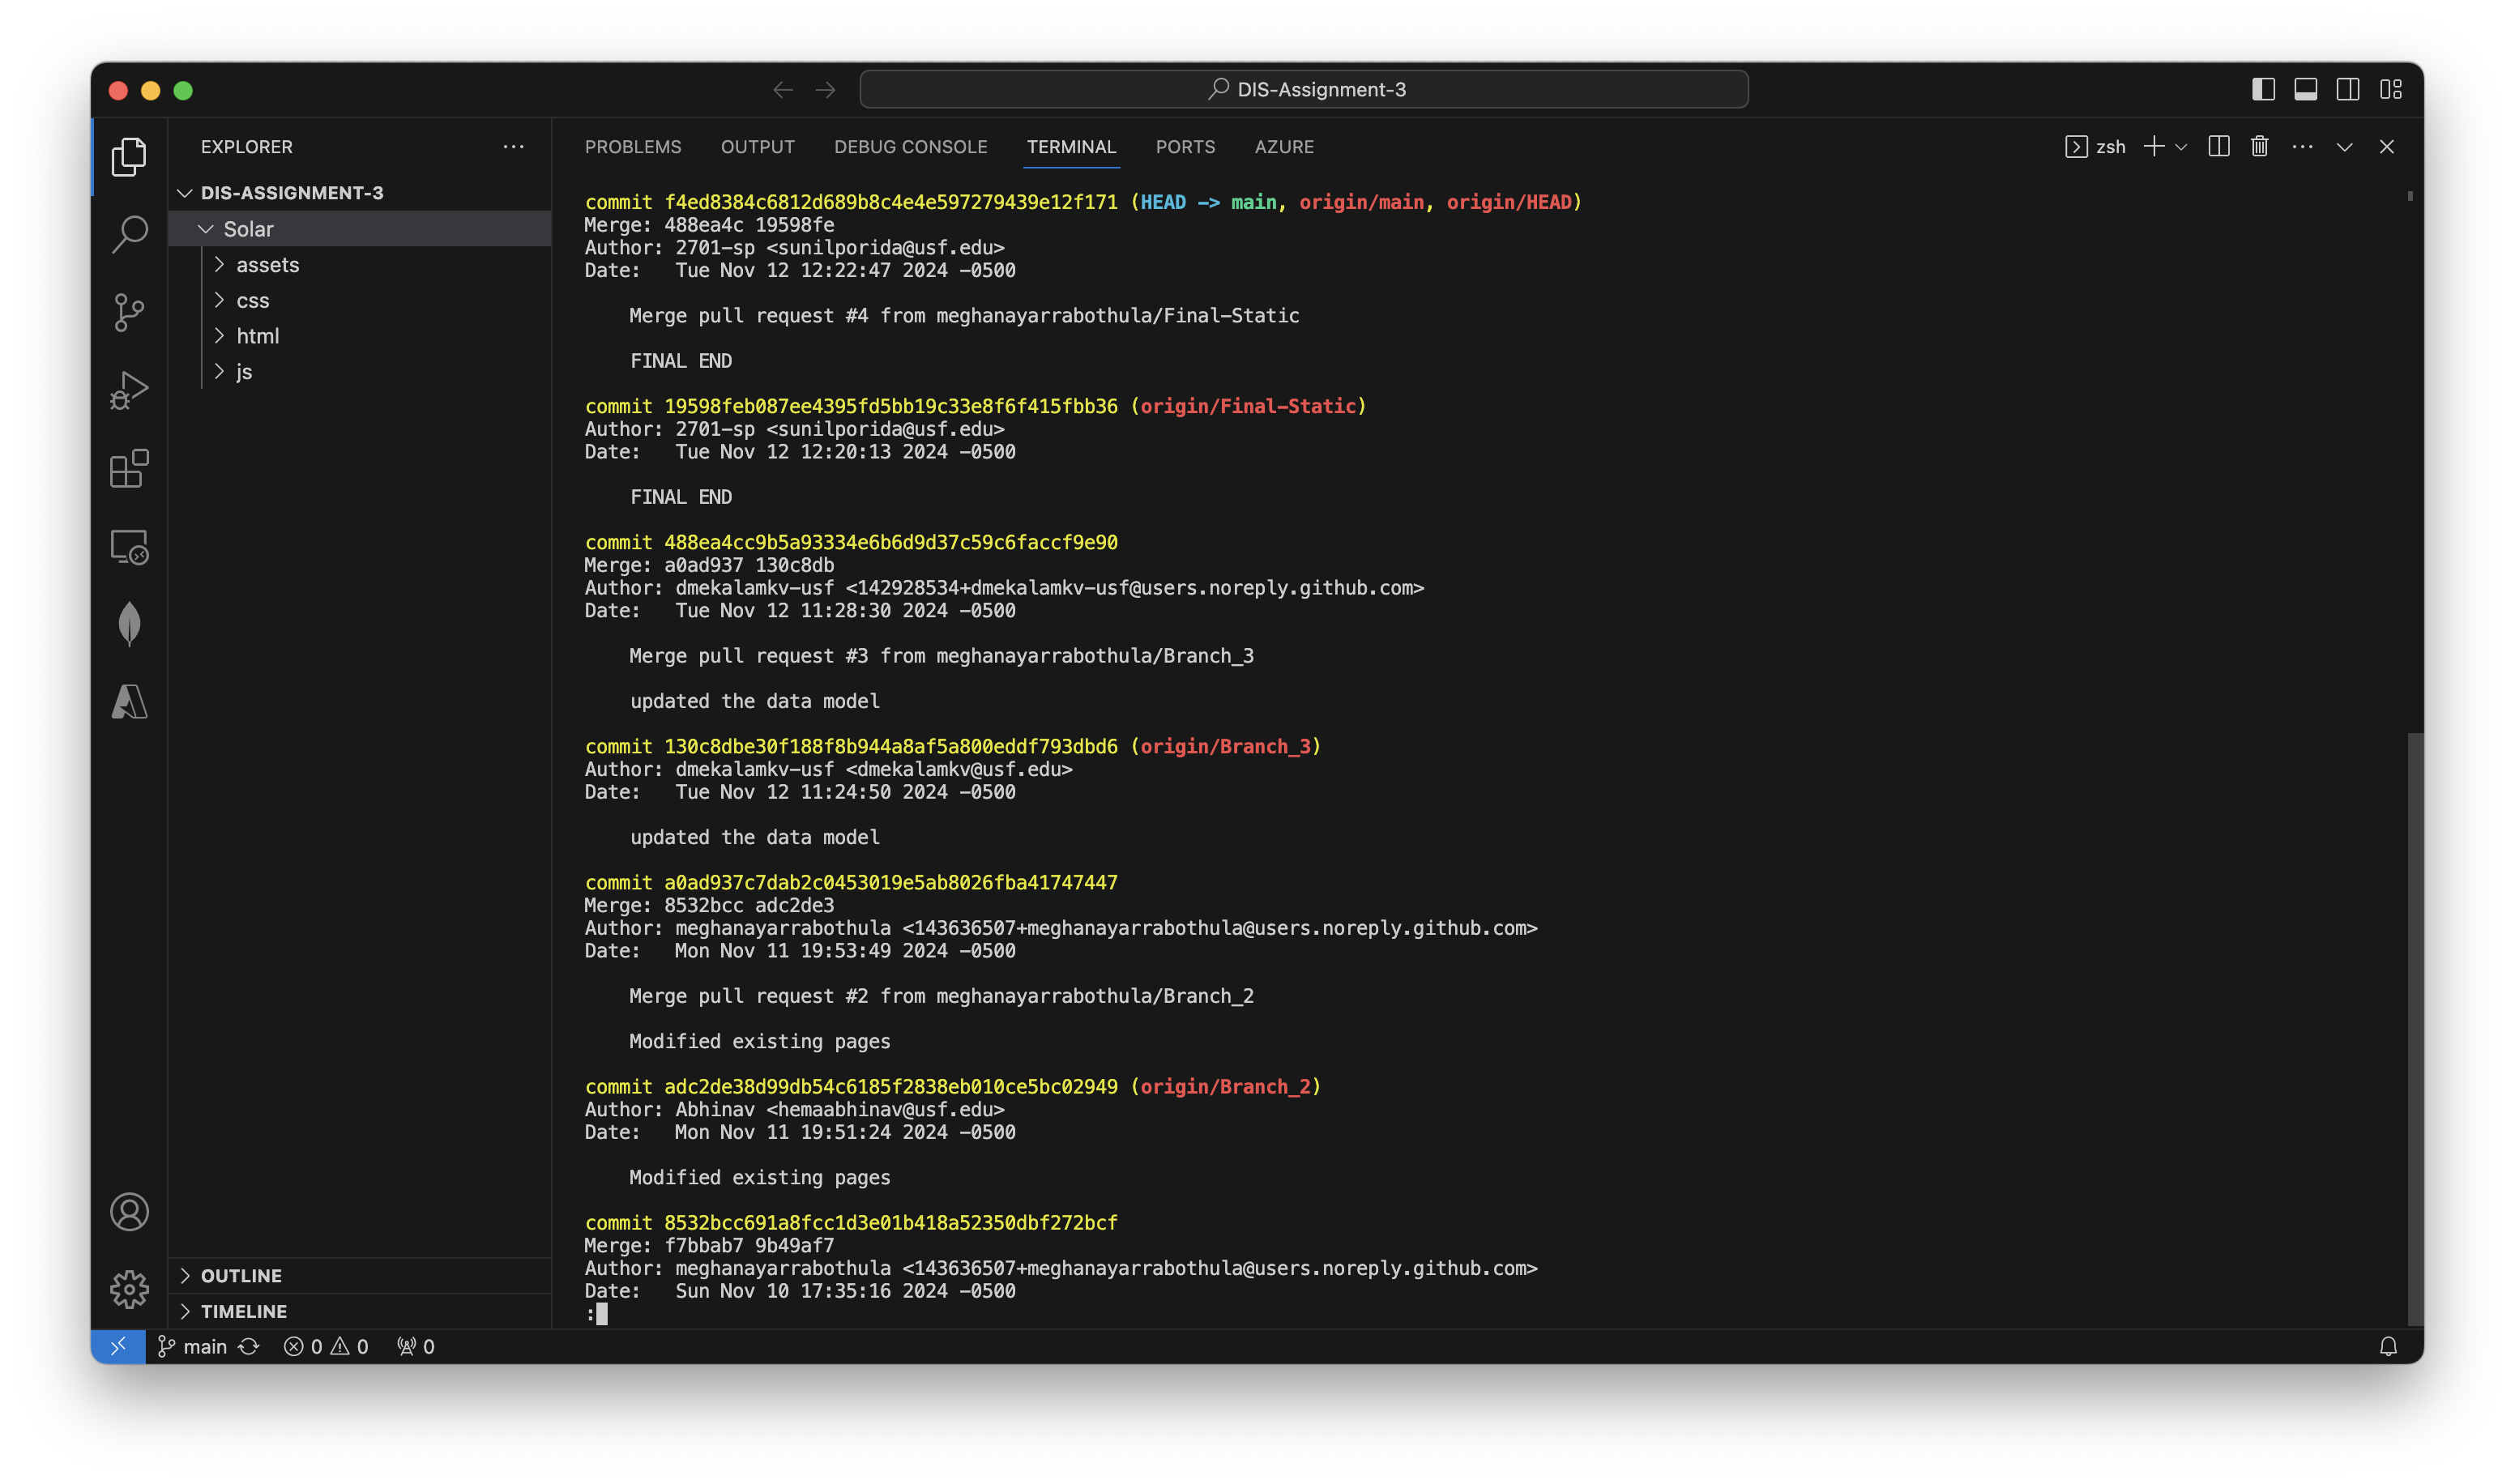 DIS-Assignment-3
EXPLORER
DIS-ASSIGNMENT-3
Solar
assets
css
html
js
OUTLINE
TIMELINE
PROBLEMS OUTPUT DEBUG CONSOLE TERMINAL PORTS AZURE
zsh
commit f4ed8384c6812d689b8c4e4e597279439e12f171 (HEAD -> main, origin/main, origin/HEAD)
Merge: 488ea4c 19598fe
Author: 2701-sp <sunilporida@usf.edu>
Date:   Tue Nov 12 12:22:47 2024 -0500
Merge pull request #4 from meghanayarrabothula/Final-Static
FINAL END
commit 19598feb087ee4395fd5bb19c33e8f6f415fbb36 (origin/Final-Static)
Author: 2701-sp <sunilporida@usf.edu>
Date:   Tue Nov 12 12:20:13 2024 -0500
FINAL END
commit 488ea4cc9b5a93334e6b6d9d37c59c6faccf9e90
Merge: a0ad937 130c8db
Author: dmekalamkv-usf <142928534+dmekalamkv-usf@users.noreply.github.com>
Date:   Tue Nov 12 11:28:30 2024 -0500
Merge pull request #3 from meghanayarrabothula/Branch_3
updated the data model
commit 130c8dbe30f188f8b944a8af5a800eddf793dbd6 (origin/Branch_3)
Author: dmekalamkv-usf <dmekalamkv@usf.edu>
Date:   Tue Nov 12 11:24:50 2024 -0500
updated the data model
commit a0ad937c7dab2c0453019e5ab8026fba41747447
Merge: 8532bcc adc2de3
Author: meghanayarrabothula <143636507+meghanayarrabothula@users.noreply.github.com>
Date:   Mon Nov 11 19:53:49 2024 -0500
Merge pull request #2 from meghanayarrabothula/Branch_2
Modified existing pages
commit adc2de38d99db54c6185f2838eb010ce5bc02949 (origin/Branch_2)
Author: Abhinav <hemaabhinav@usf.edu>
Date:   Mon Nov 11 19:51:24 2024 -0500
Modified existing pages
commit 8532bcc691a8fcc1d3e01b418a52350dbf272bcf
Merge: f7bbab7 9b49af7
Author: meghanayarrabothula <143636507+meghanayarrabothula@users.noreply.github.com>
Date:   Sun Nov 10 17:35:16 2024 -0500
:
main 0 0 0